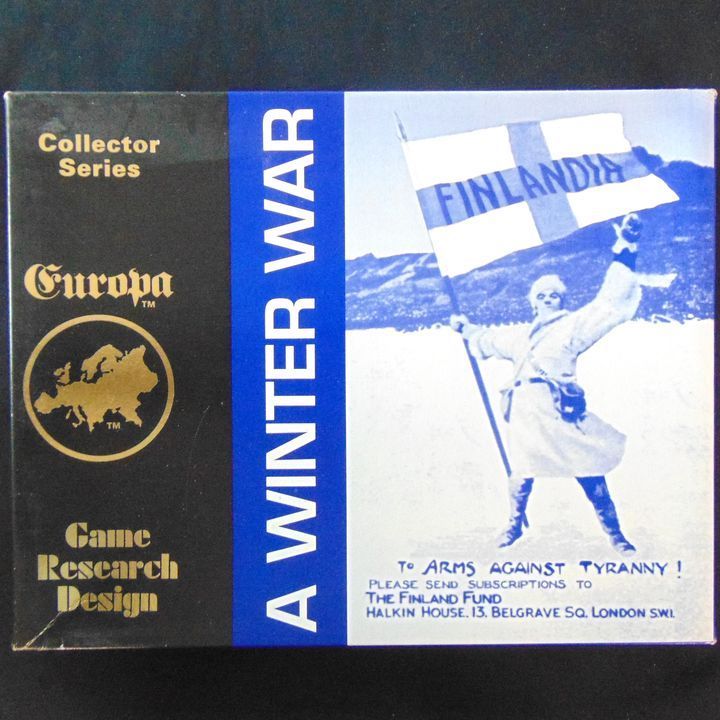 Collector
Series
Europa
TM
TM
Game
Research
Design
A WINTER WAR
FINLANDIA
TO ARMS AGAINST TYRANNY!
PLEASE SEND SUBSCRIPTIONS TO
THE FINLAND FUND
HALKIN HOUSE. 13, BELGRAVE SQ. LONDON S.W.1.